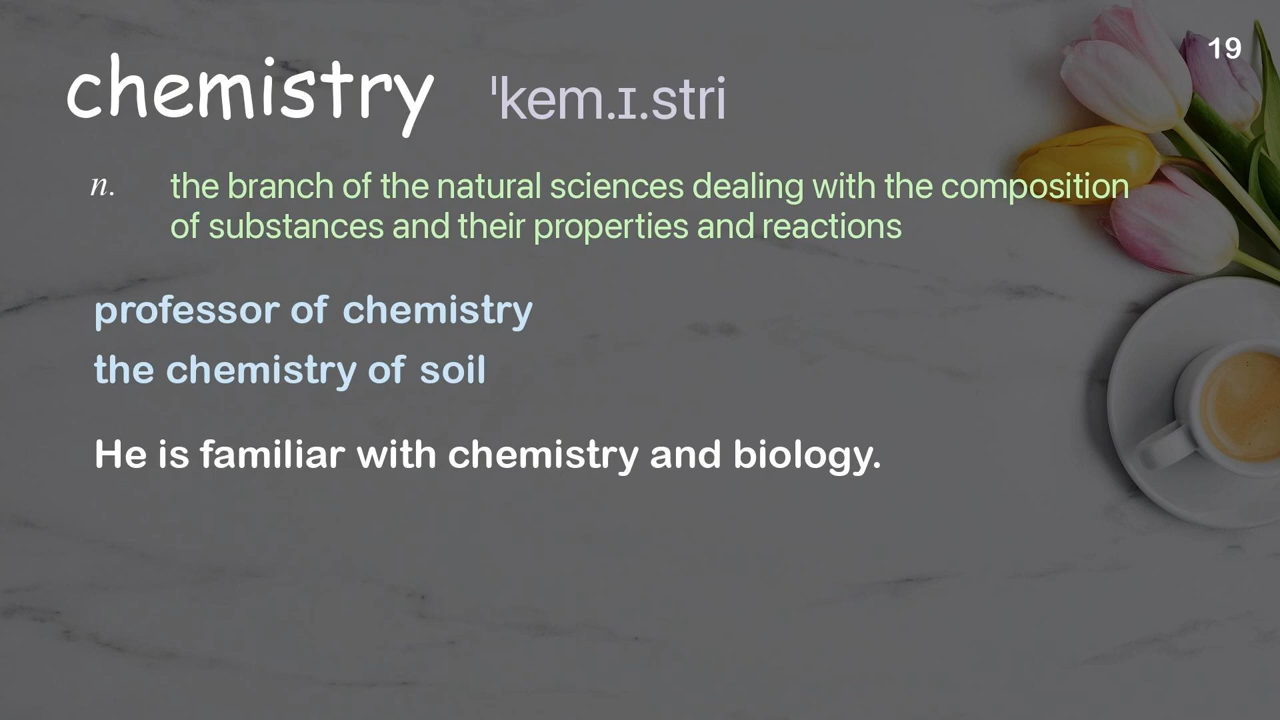 19
chemistry ˈkem.ɪ.stri
n. the branch of the natural sciences dealing with the composition
of substances and their properties and reactions
professor of chemistry
the chemistry of soil
He is familiar with chemistry and biology.